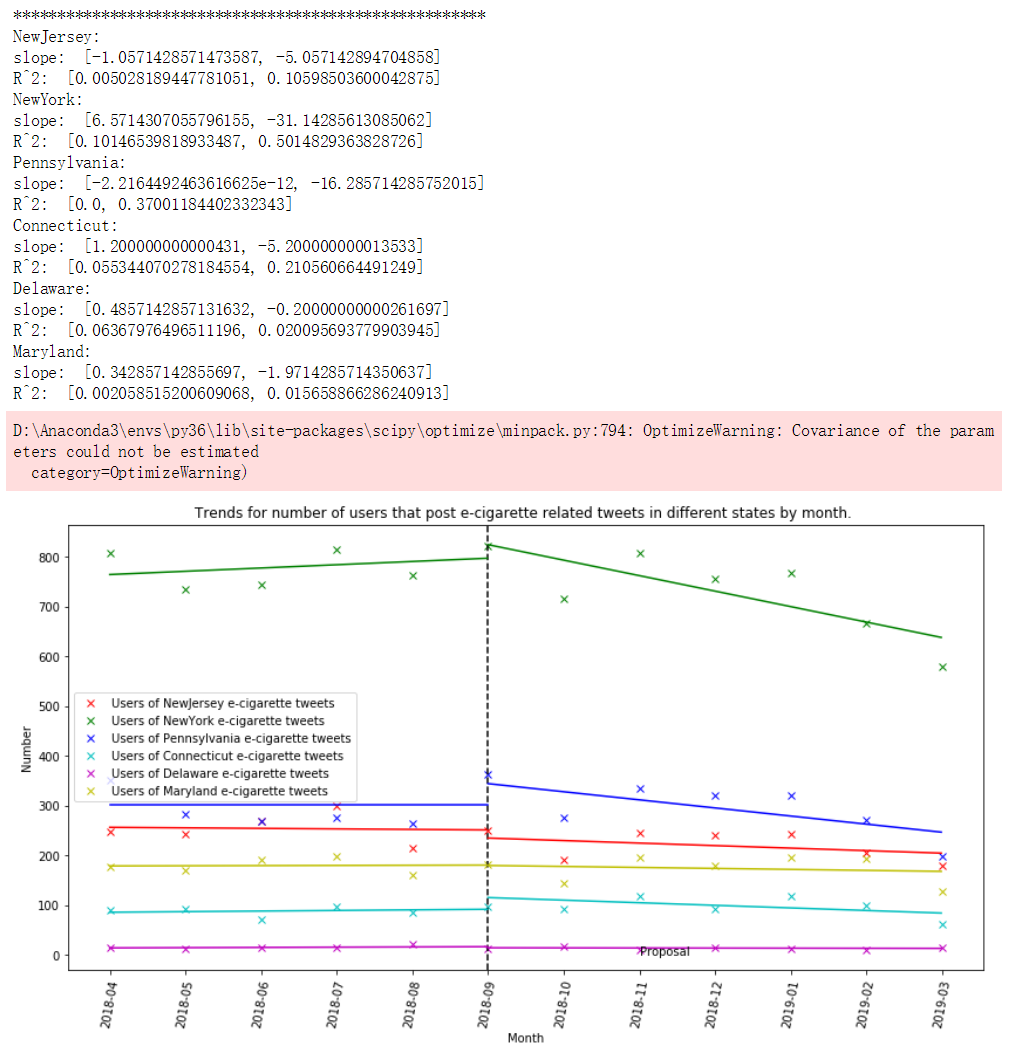 ******************************************************
NewJersey:
slope:  [-1.0571428571473587, -5.057142894704858]
R^2:  [0.005028189447781051, 0.10598503600042875]
NewYork:
slope:  [6.5714307055796155, -31.14285613085062]
R^2:  [0.10146539818933487, 0.5014829363828726]
Pennsylvania:
slope:  [-2.2164492463616625e-12, -16.285714285752015]
R^2:  [0.0, 0.37001184402332343]
Connecticut:
slope:  [1.200000000000431, -5.200000000013533]
R^2:  [0.055344070278184554, 0.210560664491249]
Delaware:
slope:  [0.4857142857131632, -0.20000000000261697]
R^2:  [0.06367976496511196, 0.020095693779903945]
Maryland:
slope:  [0.342857142855697, -1.9714285714350637]
R^2:  [0.002058515200609068, 0.015658866286240913]
D:\Anaconda3\envs\py36\lib\site-packages\scipy\optimize\minpack.py:794: OptimizeWarning: Covariance of the param
eters could not be estimated
  category=OptimizeWarning)
Trends for number of users that post e-cigarette related tweets in different states by month.
800
700
600
500
400
300
200
100
0
Number
Users of NewJersey e-cigarette tweets
Users of NewYork e-cigarette tweets
Users of Pennsylvania e-cigarette tweets
Users of Connecticut e-cigarette tweets
Users of Delaware e-cigarette tweets
Users of Maryland e-cigarette tweets
Proposal
2018-04
2018-05
2018-06
2018-07
2018-08
2018-09
2018-10
2018-11
2018-12
2019-01
2019-02
2019-03
Month